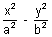 x²/a² - y²/b²